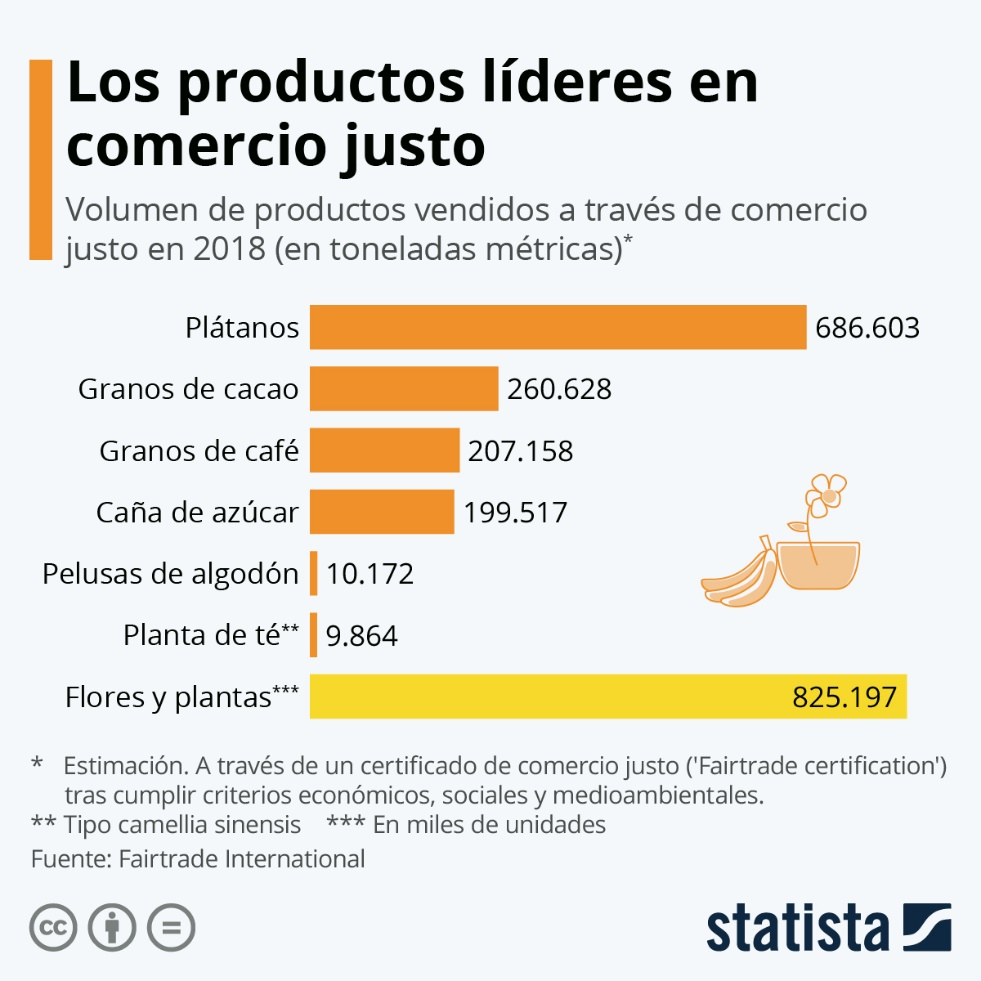 Los productos líderes en
comercio justo
Volumen de productos vendidos a través de comercio
justo en 2018 (en toneladas métricas)*
Plátanos 686.603
Granos de cacao 260.628
Granos de café 207.158
Caña de azúcar 199.517
Pelusas de algodón 10.172
Planta de té** 9.864
Flores y plantas*** 825.197
* Estimación. A través de un certificado de comercio justo ('Fairtrade certification')
tras cumplir criterios económicos, sociales y medioambientales.
** Tipo camellia sinensis *** En miles de unidades
Fuente: Fairtrade International
cc =
statista